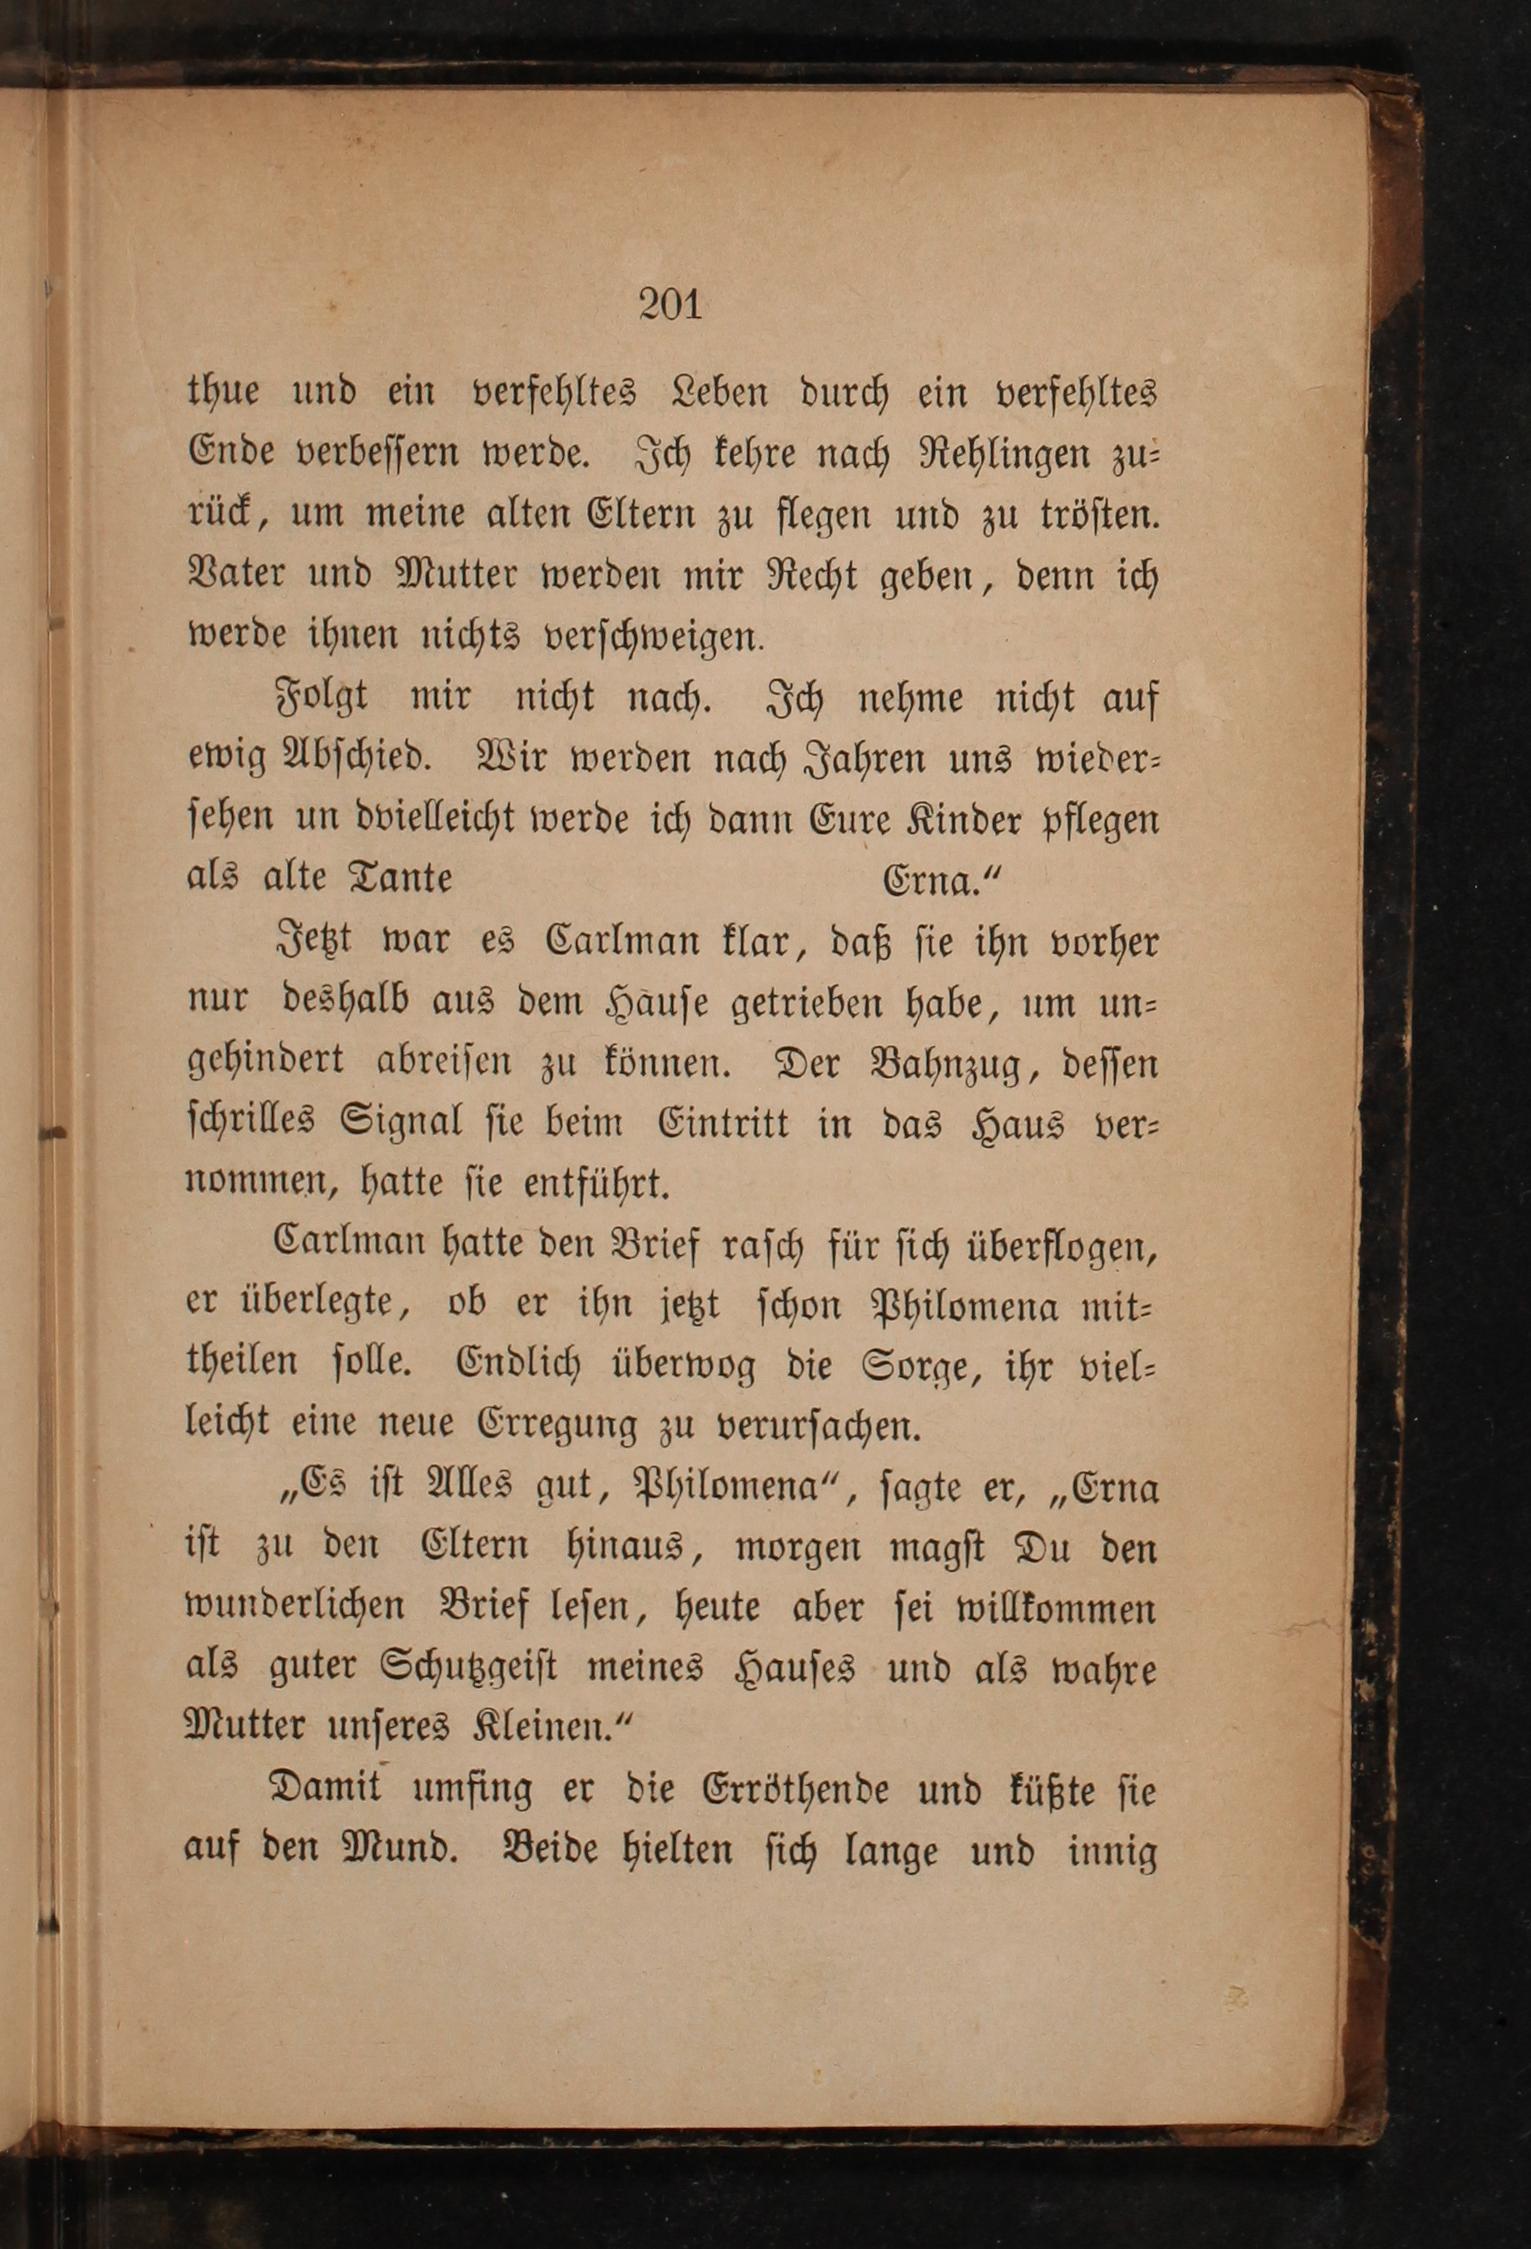 201
thue und ein verfehltes Leben durch ein verfehltes
Ende verbeſſern werde. Ich kehre nach Rehlingen zu⸗
rück, um meine alten Eltern zu flegen und zu tröſten.
Vater und Mutter werden mir Recht geben, denn ich
werde ihnen nichts verſchweigen.
Folgt mir nicht nach. Ich nehme nicht auf
ewig Abſchied. Wir werden nach Jahren uns wieder⸗
ſehen un dvielleicht werde ich dann Eure Kinder pflegen
als alte Tante Erna.“
Jetzt war es Carlman klar, daß ſie ihn vorher
nur deshalb aus dem Hauſe getrieben habe, um un⸗
gehindert abreiſen zu können. Der Bahnzug, deſſen
ſchrilles Signal ſie beim Eintritt in das Haus ver⸗
nommen, hatte ſie entführt.
Carlman hatte den Brief raſch für ſich überflogen,
er überlegte, ob er ihn jetzt ſchon Philomena mit⸗
theilen ſolle. Endlich überwog die Sorge, ihr viel⸗
leicht eine neue Erregung zu verurſachen.
„Es iſt Alles gut, Philomena“, ſagte er, „Erna
iſt zu den Eltern hinaus, morgen magſt Du den
wunderlichen Brief leſen, heute aber ſei willkommen
als guter Schutzgeiſt meines Hauſes und als wahre
Mutter unſeres Kleinen.“
Damit umfing er die Erröthende und küßte ſie
auf den Mund. Beide hielten ſich lange und innig